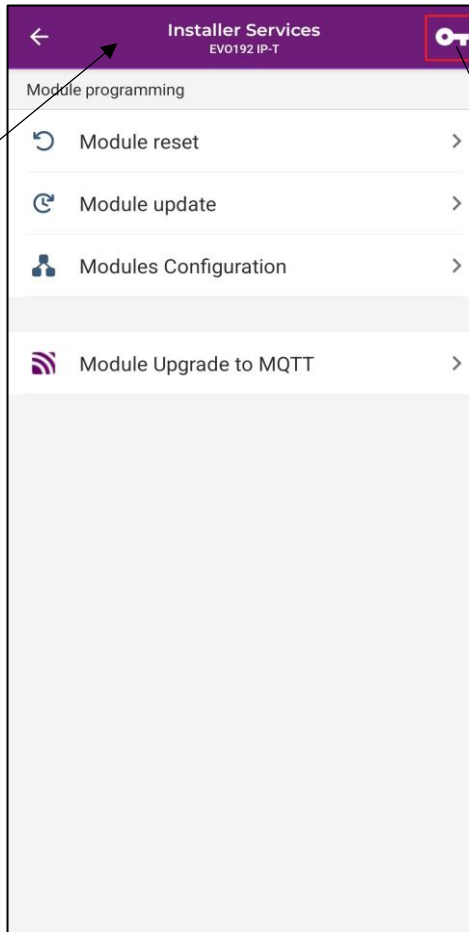 Installer Services
EVO192 IP-T
Module programming
Module reset
Module update
Modules Configuration
Module Upgrade to MQTT